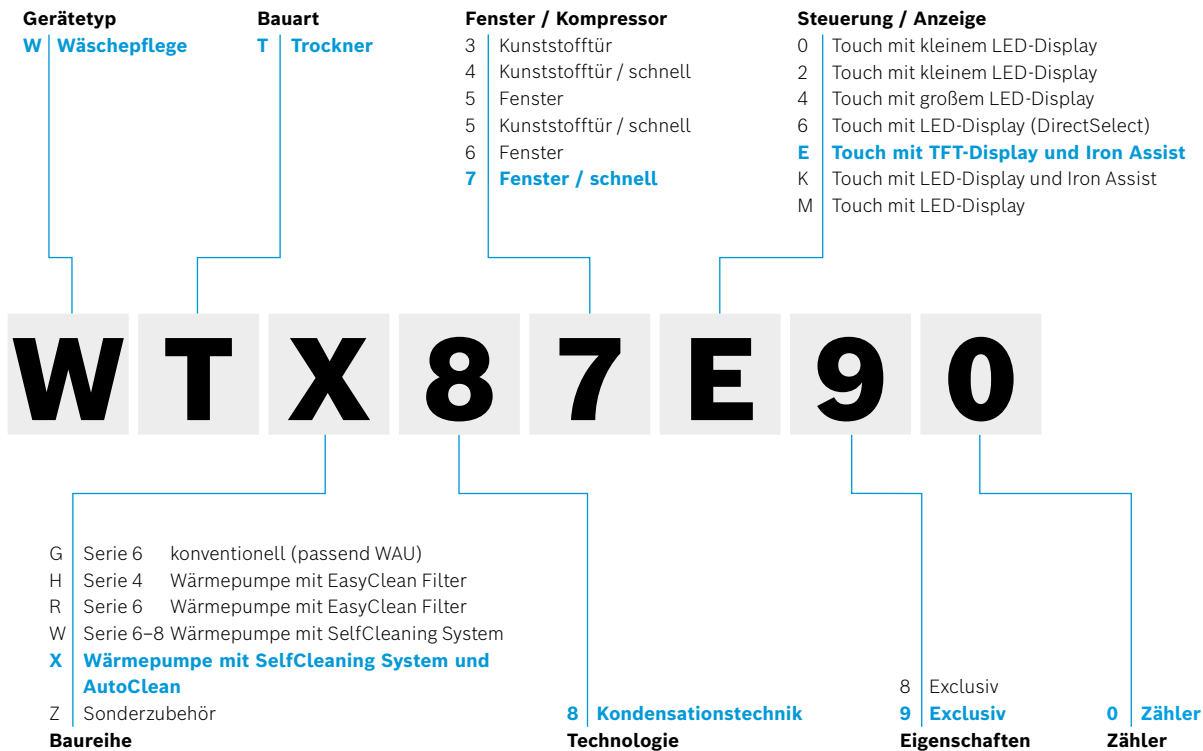 Gerätetyp
W Wäschepflege
Bauart
T Trockner
Fenster / Kompressor
3 Kunststofftür
4 Kunststofftür / schnell
5 Fenster
5 Kunststofftür / schnell
6 Fenster
7 Fenster / schnell
Steuerung / Anzeige
0 Touch mit kleinem LED-Display
2 Touch mit kleinem LED-Display
4 Touch mit großem LED-Display
6 Touch mit LED-Display (DirectSelect)
E Touch mit TFT-Display und Iron Assist
K Touch mit LED-Display und Iron Assist
M Touch mit LED-Display
W T X 8 7 E 9 0
G Serie 6 konventionell (passend WAU)
H Serie 4 Wärmepumpe mit EasyClean Filter
R Serie 6 Wärmepumpe mit EasyClean Filter
W Serie 6–8 Wärmepumpe mit SelfCleaning System
X Wärmepumpe mit SelfCleaning System und
AutoClean
Z Sonderzubehör
Baureihe
8 Kondensationstechnik
Technologie
8 Exclusiv
9 Exclusiv
Eigenschaften
0 Zähler
Zähler